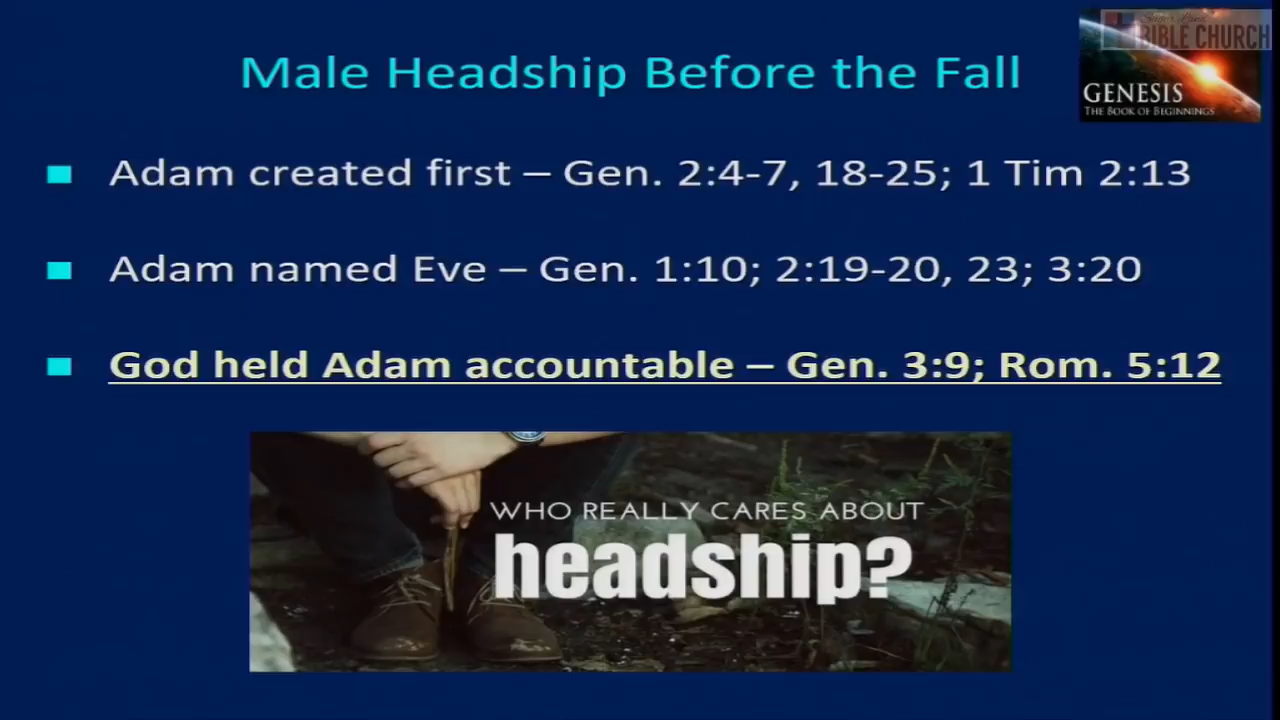 Male Headship Before the Fall
BIBLE CHURCH
GENESIS
THE BOOK OF BEGINNINGS
Adam created first – Gen. 2:4-7, 18-25; 1 Tim 2:13
Adam named Eve – Gen. 1:10; 2:19-20, 23; 3:20
God held Adam accountable – Gen. 3:9; Rom. 5:12
WHO REALLY CARES ABOUT
headship?